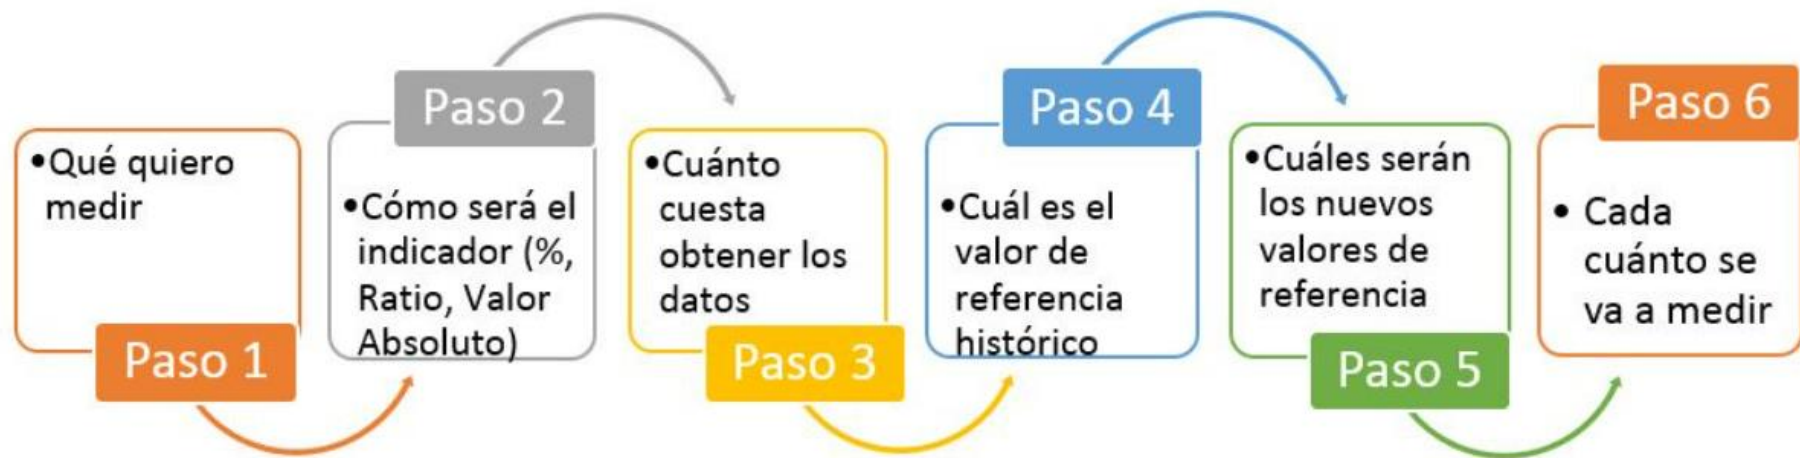 •Qué quiero
medir
Paso 1
Paso 2
•Cómo será el
indicador (%,
Ratio, Valor
Absoluto)
•Cuánto
cuesta
obtener los
datos
Paso 3
Paso 4
•Cuál es el
valor de
referencia
histórico
•Cuáles serán
los nuevos
valores de
referencia
Paso 5
Paso 6
• Cada
cuánto se
va a medir